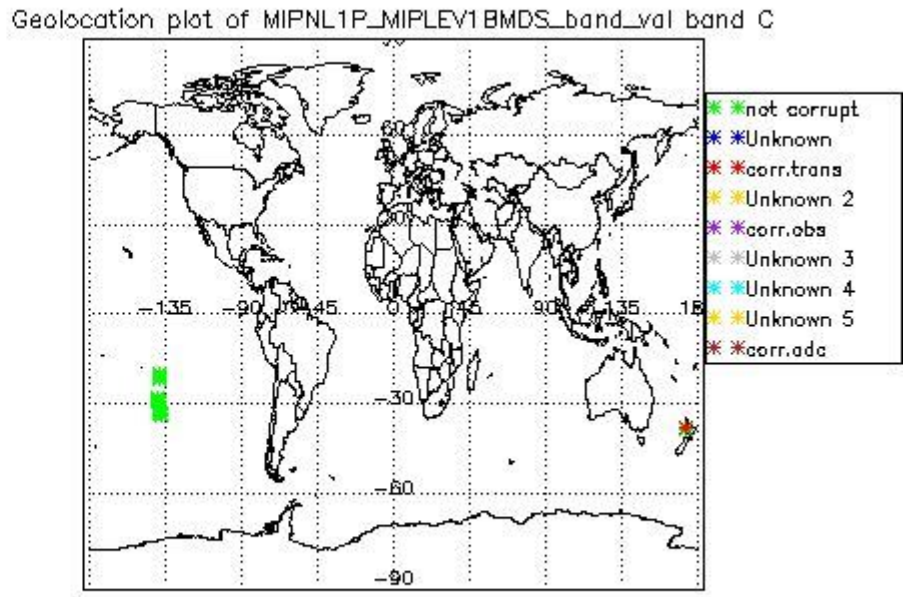 Geolocation plot of MIPNL1P_MIPLEV1BMDS_band_val band C
not corrupt
Unknown
corr.trans
Unknown 2
corr.obs
Unknown 3
Unknown 4
Unknown 5
corr.adc
60
-135 -90 -45 0 45 90 135
-30
-60
-90